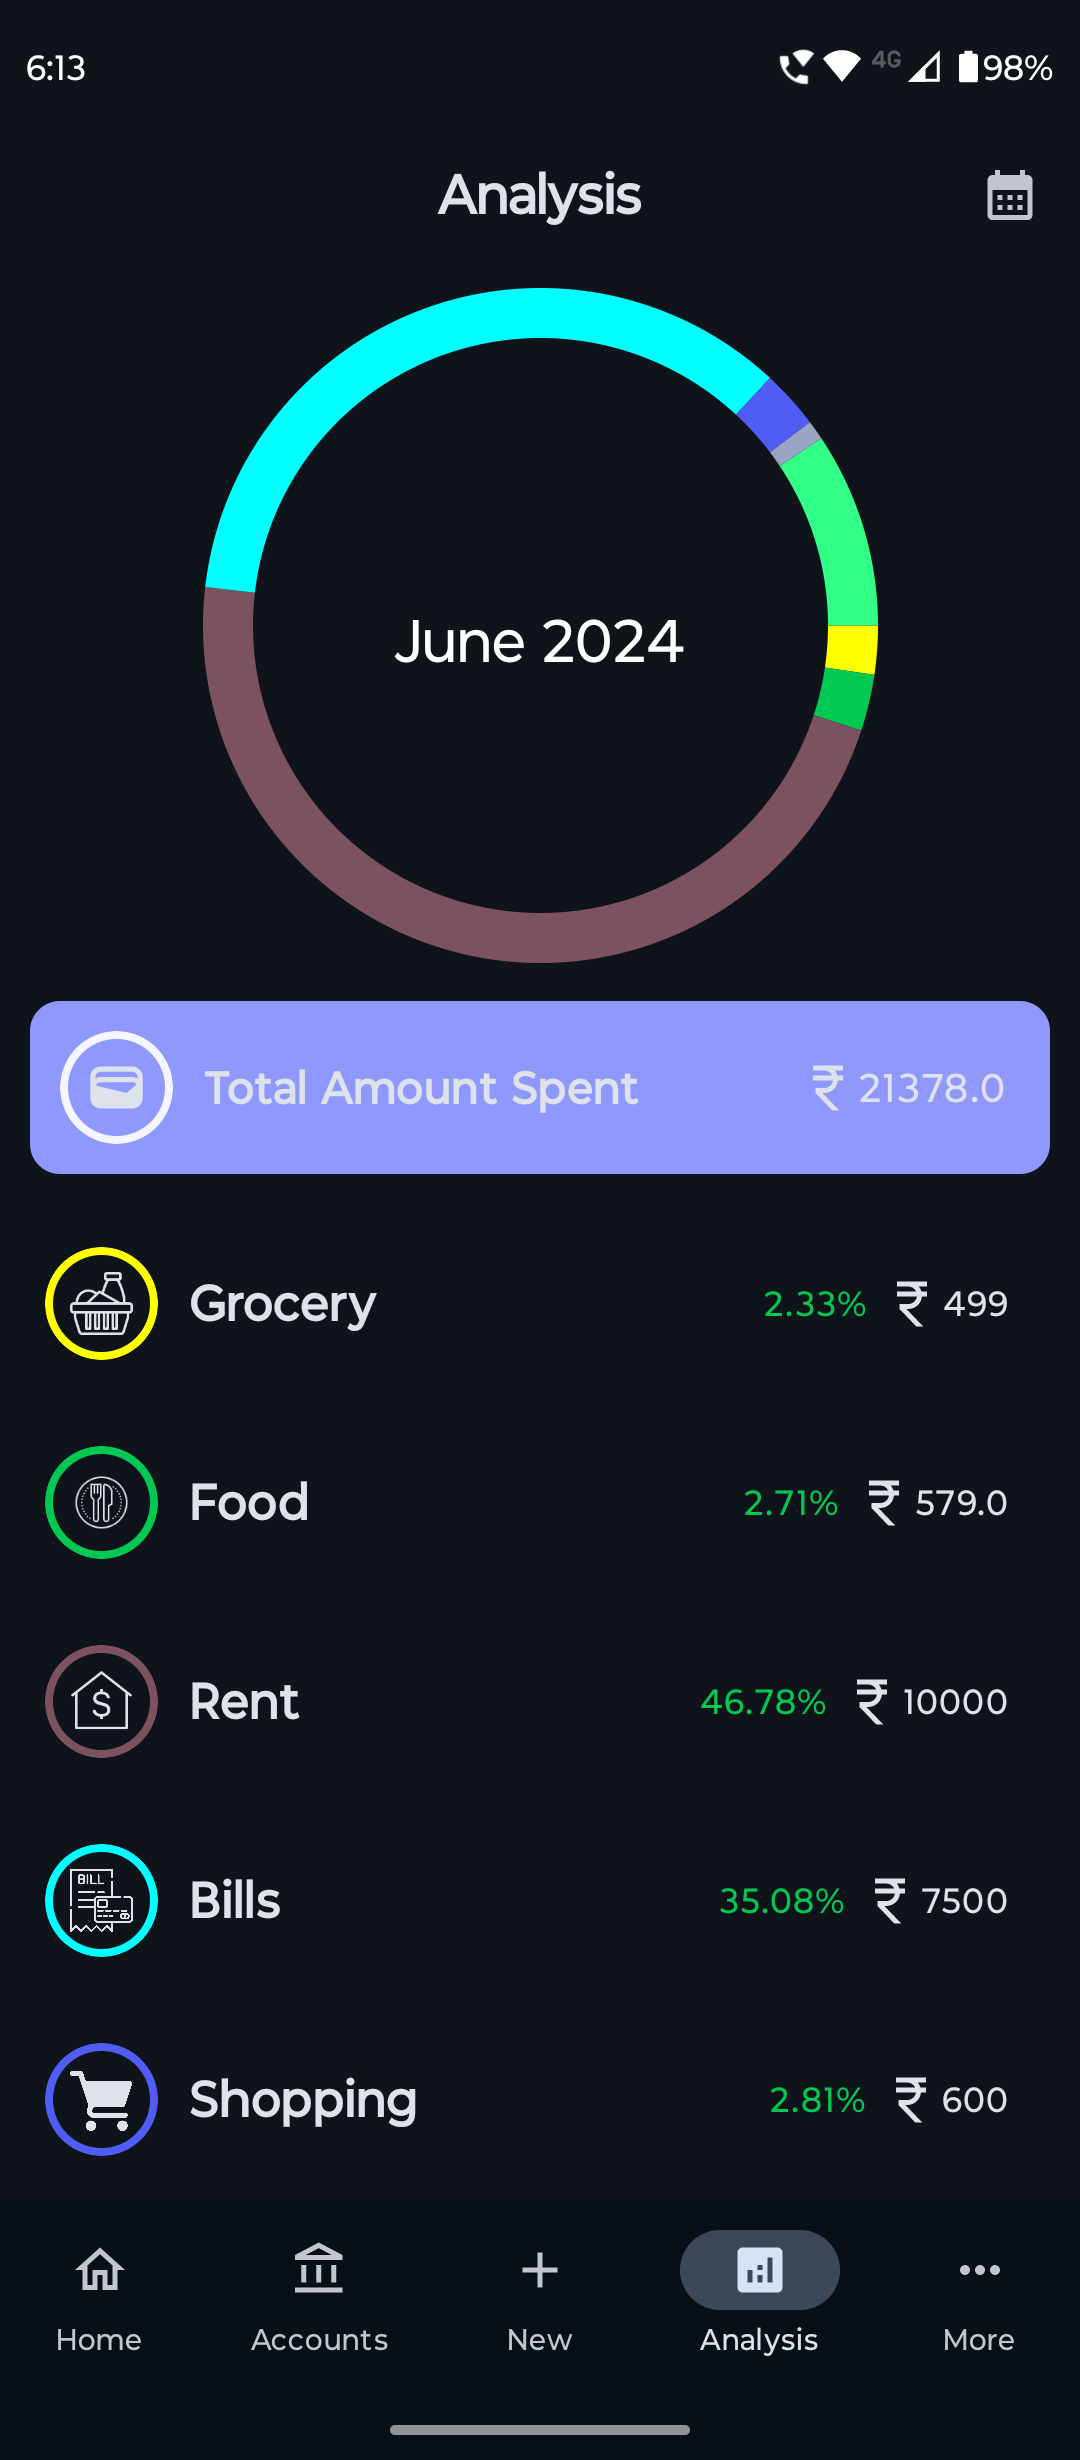 6:13 4G 98%
Analysis
June 2024
Total Amount Spent ₹ 21378.0
Grocery 2.33% ₹ 499
Food 2.71% ₹ 579.0
$
Rent 46.78% ₹ 10000
BILL
Bills 35.08% ₹ 7500
Shopping 2.81% ₹ 600
Home Accounts New Analysis More